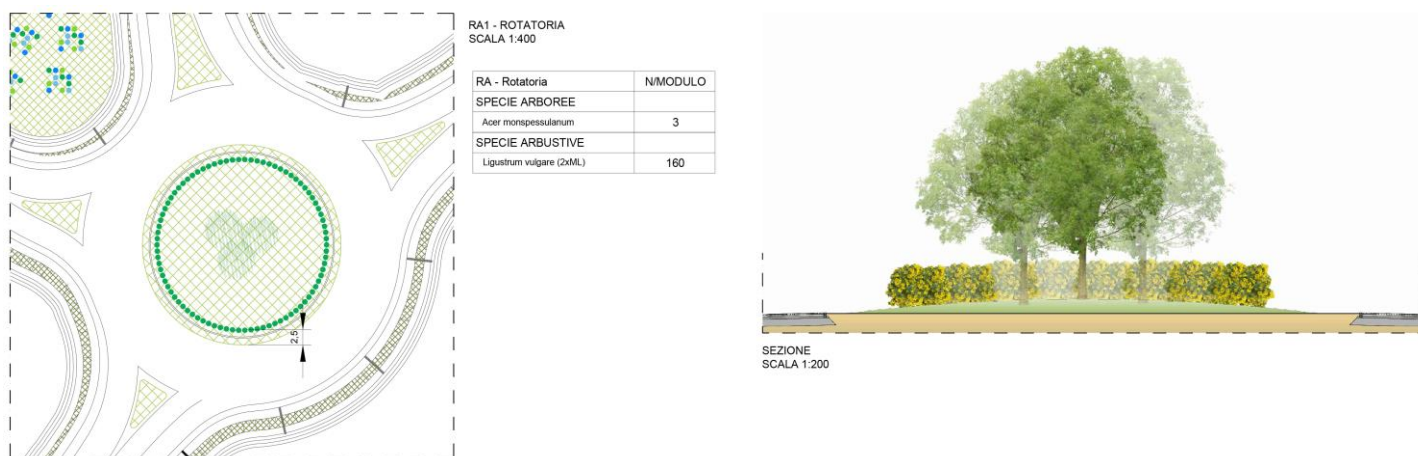 RA1 - ROTATORIA
SCALA 1:400
RA - Rotatoria N/MODULO
SPECIE ARBOREE
Acer monspessulanum 3
SPECIE ARBUSTIVE
Ligustrum vulgare (2xML) 160
2,5
SEZIONE
SCALA 1:200